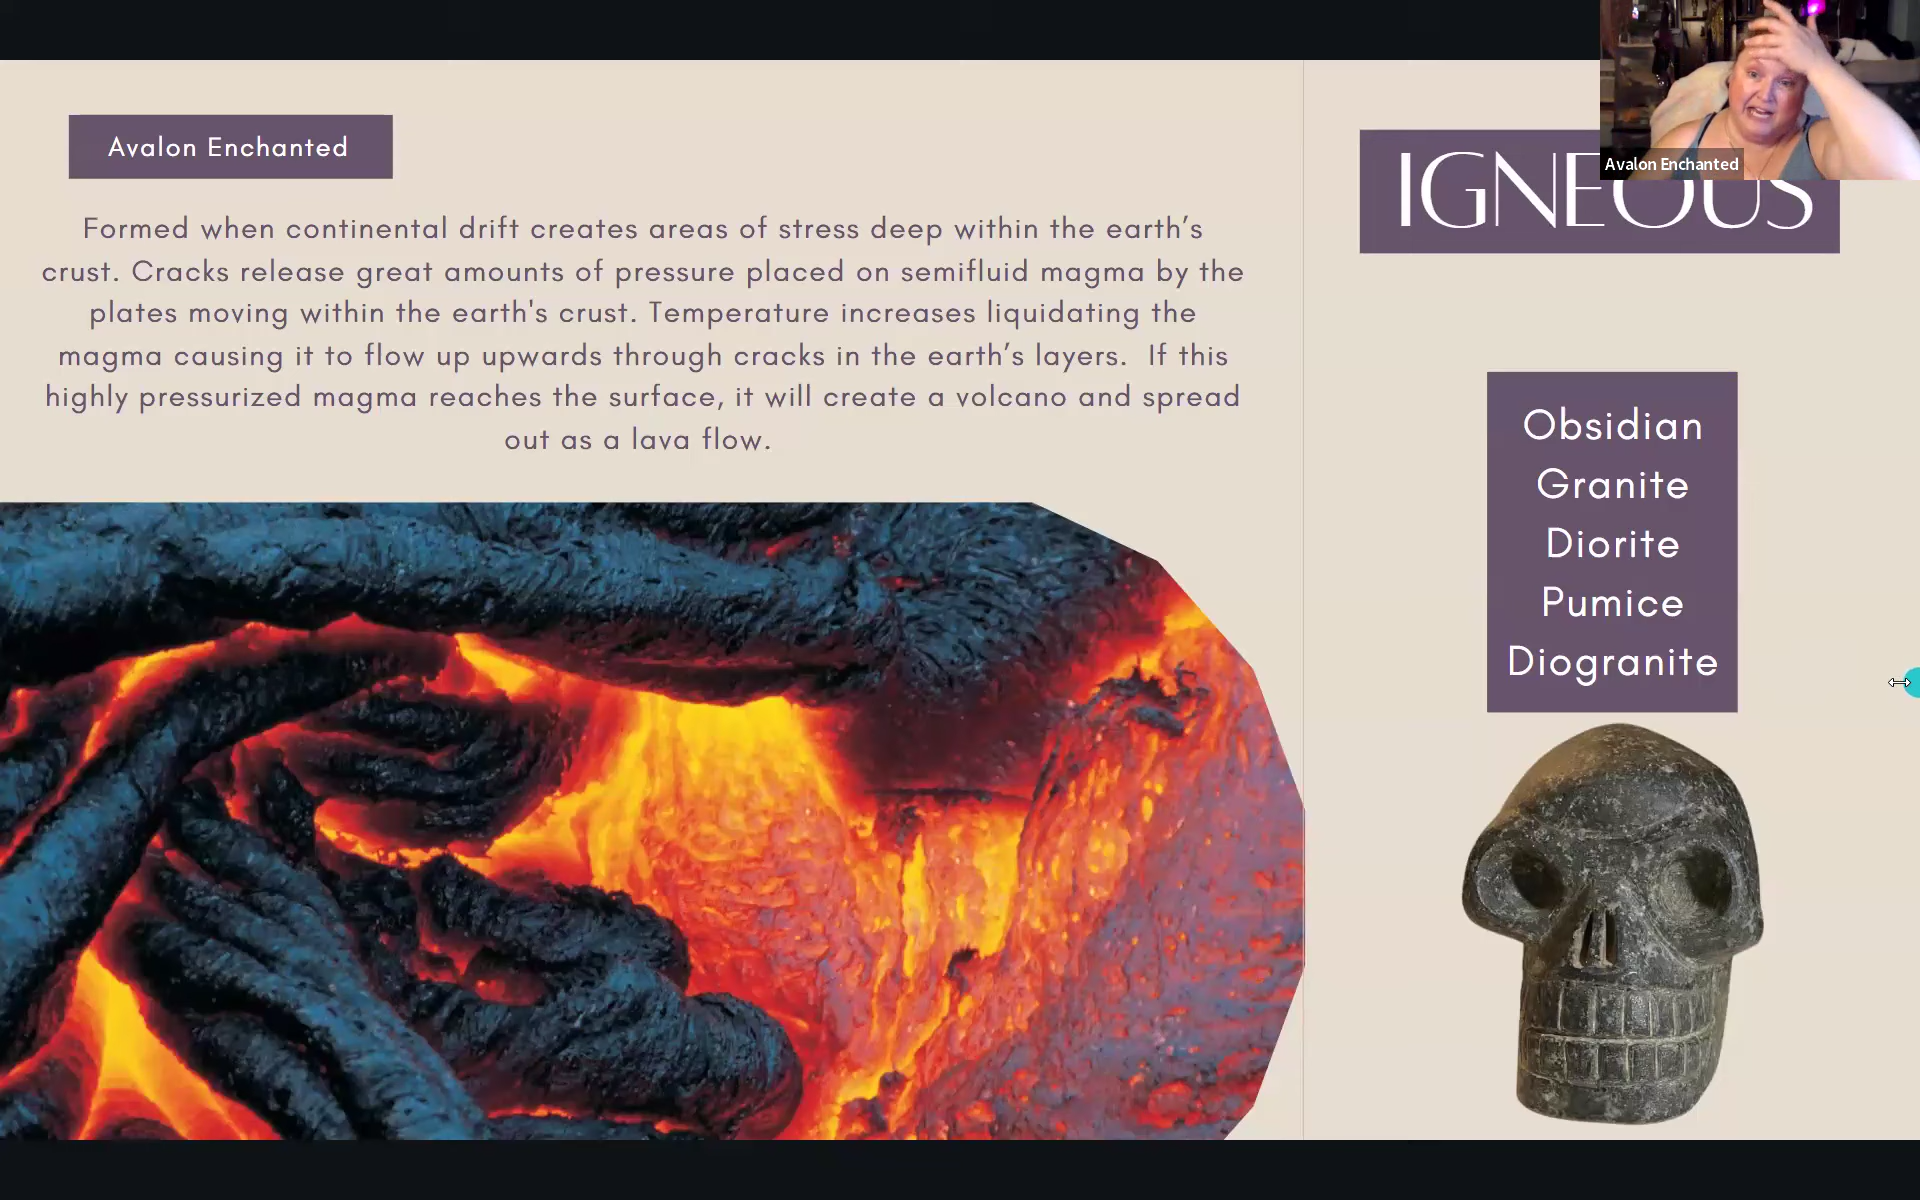 Avalon Enchanted
Formed when continental drift creates areas of stress deep within the earth’s
crust. Cracks release great amounts of pressure placed on semifluid magma by the
plates moving within the earth's crust. Temperature increases liquidating the
magma causing it to flow up upwards through cracks in the earth’s layers. If this
highly pressurized magma reaches the surface, it will create a volcano and spread
out as a lava flow.
IGNEOUS
Avalon Enchanted
Obsidian
Granite
Diorite
Pumice
Diogranite